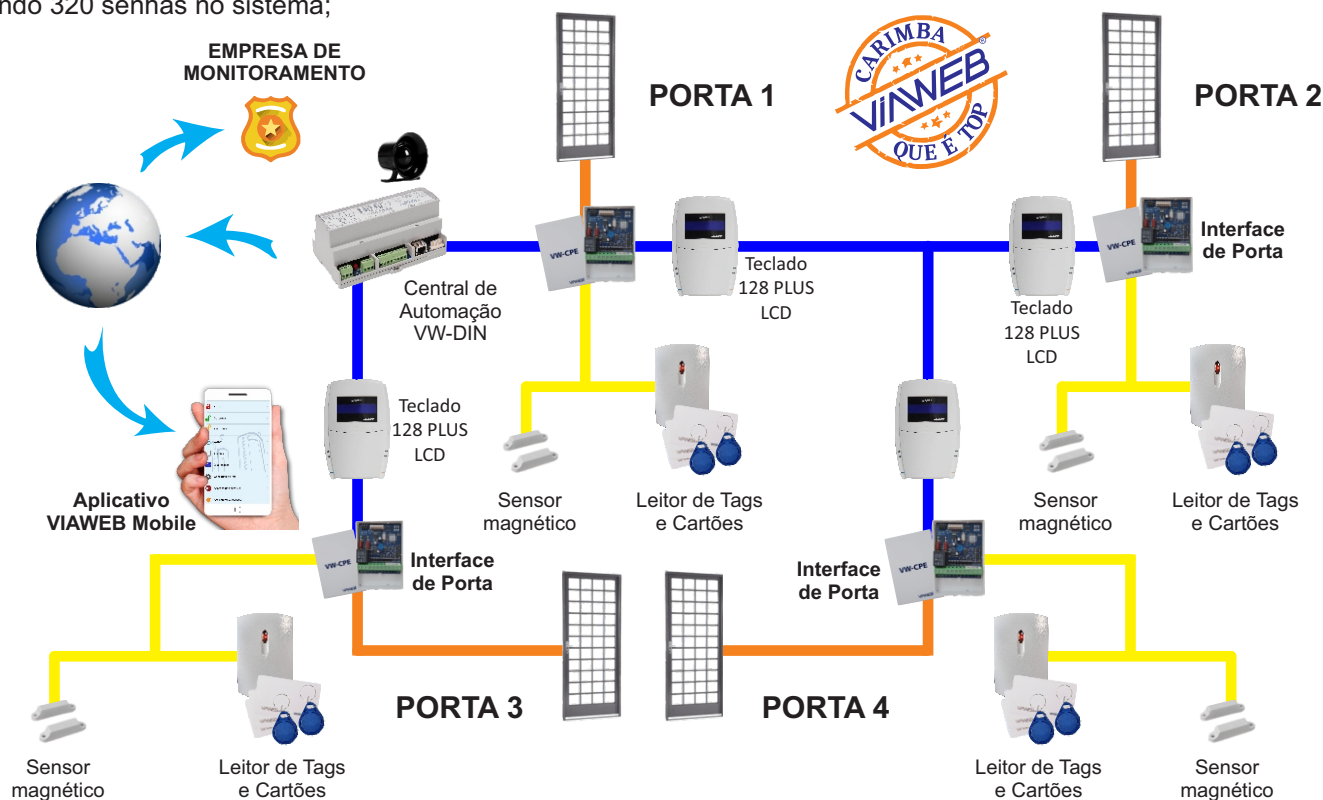 ndo 320 senhas no sistema;
EMPRESA DE
MONITORAMENTO
PORTA 1
CARIMBA
VIAWEB®
QUE É TOP
PORTA 2
VW-CPE
Teclado
128 PLUS
LCD
Central de
Automação
VW-DIN
Teclado
128 PLUS
LCD
VW-CPE
Interface
de Porta
Teclado
128 PLUS
LCD
Aplicativo
VIAWEB Mobile
Sensor
magnético
Leitor de Tags
e Cartões
Sensor
magnético
Leitor de Tags
e Cartões
VW-CPE
Interface
de Porta
Interface
de Porta
VW-CPE
PORTA 3
PORTA 4
Sensor
magnético
Leitor de Tags
e Cartões
Leitor de Tags
e Cartões
Sensor
magnético